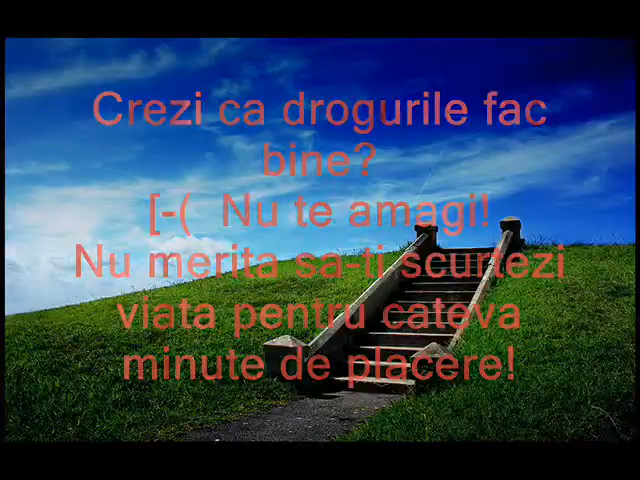 Crezi ca drogurile fac
bine?
[-(  Nu te amagi!
Nu merita sa-ti scurtezi
viata pentru cateva
minute de placere!